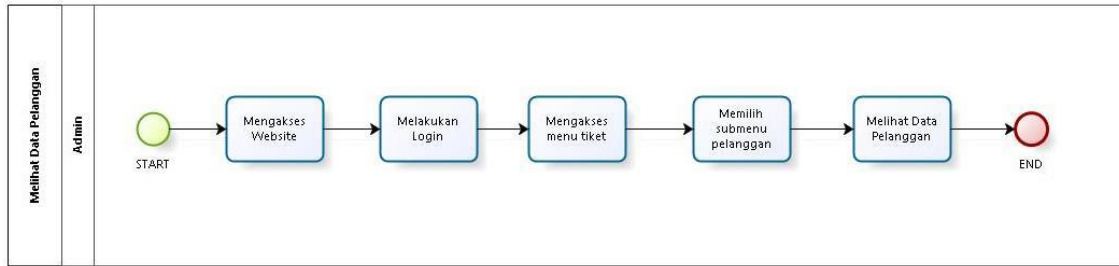 Melihat Data Pelanggan
Admin
START
Mengakses
Website
Melakukan
Login
Mengakses
menu tiket
Memilih
submenu
pelanggan
Melihat Data
Pelanggan
END